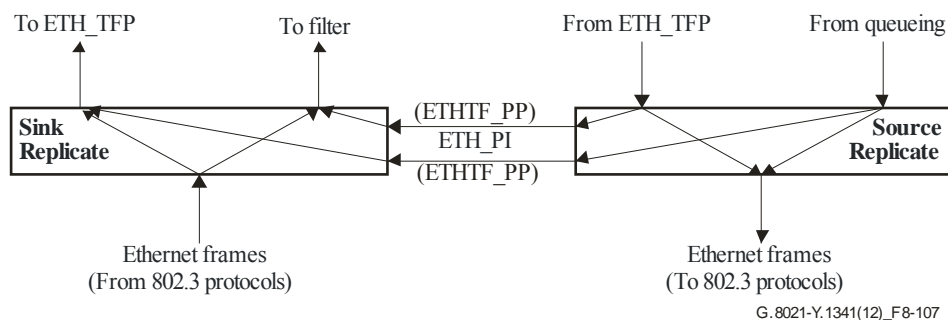 To ETH_TFP
To filter
From ETH_TFP
From queueing
Sink
Replicate
(ETHTF_PP)
ETH_PI
(ETHTF_PP)
Source
Replicate
Ethernet frames
(From 802.3 protocols)
Ethernet frames
(To 802.3 protocols)
G.8021-Y.1341(12)_F8-107